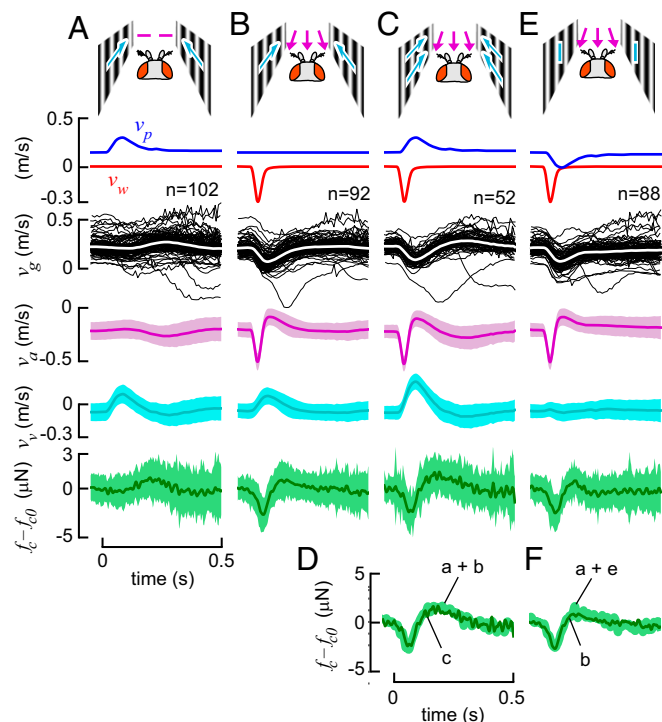 A B C E
0.5
v_p
(m/s)
0
v_w
-0.3
n=102 n=92 n=52 n=88
0.5
v_g (m/s)
0
0
v_a (m/s)
-0.5
0
v_v (m/s)
-0.3
3
f_c–f_c0 (μN)
0
-5
0 0.5
time (s)
D F
5
a + b a + e
f_c–f_c0 (μN)
0
c b
-5
0 0.5
time (s)